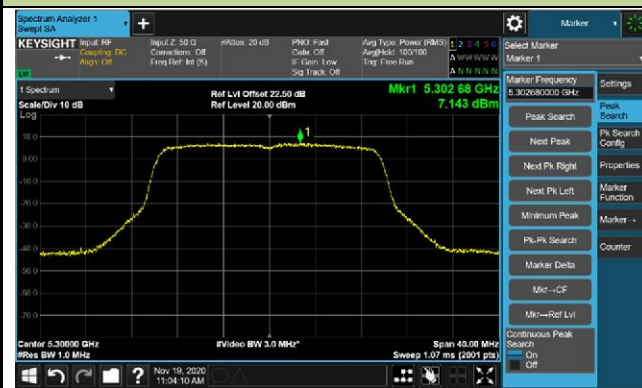 Spectrum Analyzer 1
Swept SA
+
Marker
KEYSIGHT
Input: RF
Coupling: DC
Align: Off
Input Z: 50 Ω
Corrections: Off
Freq Ref: Int (S)
#Atten: 20 dB
PNO: Fast
Gate: Off
IF Gain: Low
Sig Track: Off
Avg Type: Power (RMS)
Avg|Hold: 100/100
Trig: Free Run
1 2 3 4 5 6
A W W W W W
A N N N N N
Select Marker
Marker 1
Marker Frequency
5.302680000 GHz
Peak Search
Next Peak
Next Pk Right
Next Pk Left
Minimum Peak
Pk-Pk Search
Marker Delta
Mkr→CF
Mkr→Ref Lvl
Continuous Peak
Search
On
Off
Settings
Peak
Search
Pk Search
Config
Properties
Marker
Function
Marker→
Counter
1 Spectrum
Scale/Div 10 dB
Log
Ref Lvl Offset 22.50 dB
Ref Level 20.00 dBm
Mkr1 5.302 68 GHz
7.143 dBm
1
10.0
0.00
-10.0
-20.0
-30.0
-40.0
-50.0
-60.0
-70.0
Center 5.30000 GHz
#Res BW 1.0 MHz
#Video BW 3.0 MHz*
Span 40.00 MHz
Sweep 1.07 ms (2001 pts)
?
Nov 19, 2020
11:04:10 AM